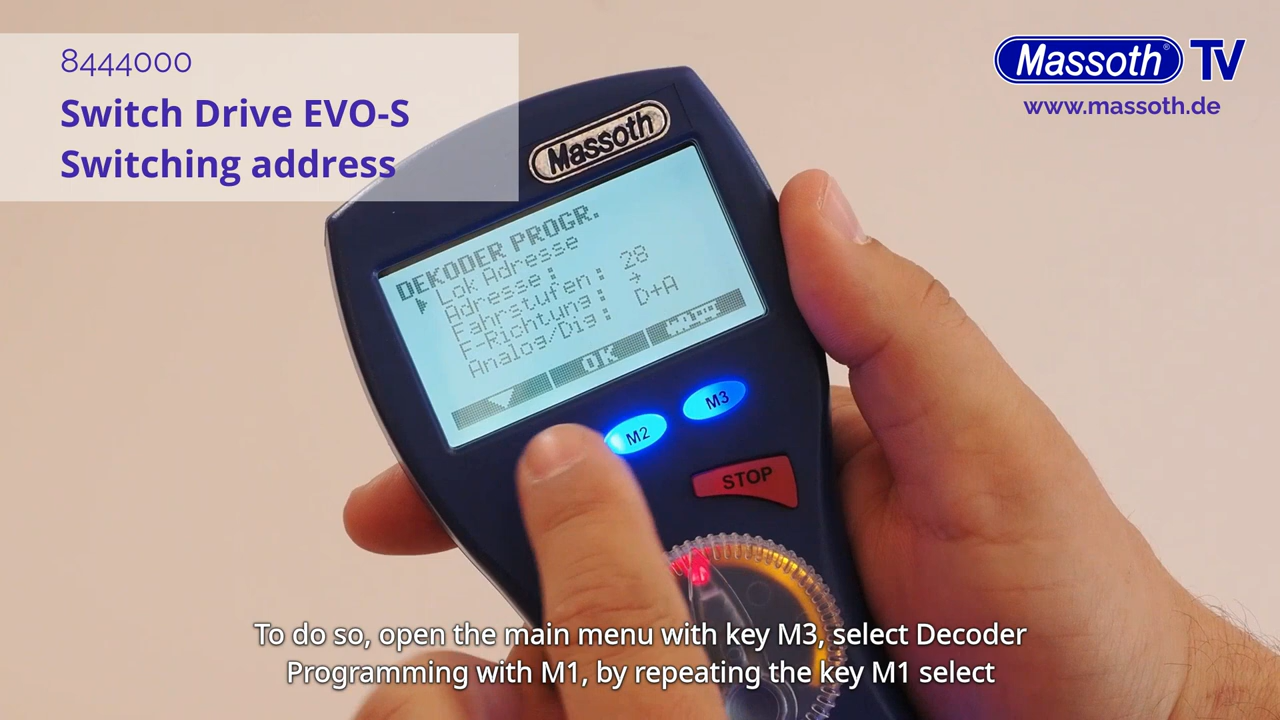 8444000
Switch Drive EVO-S
Switching address
Massoth® TV
www.massoth.de
Massoth
DEKODER PROGR.
Lok Adresse
Adresse:
Fahrstufen: 28
F-Richtung: →
Analog/Dig: D+A
OK
M2
M3
STOP
To do so, open the main menu with key M3, select Decoder
Programming with M1, by repeating the key M1 select